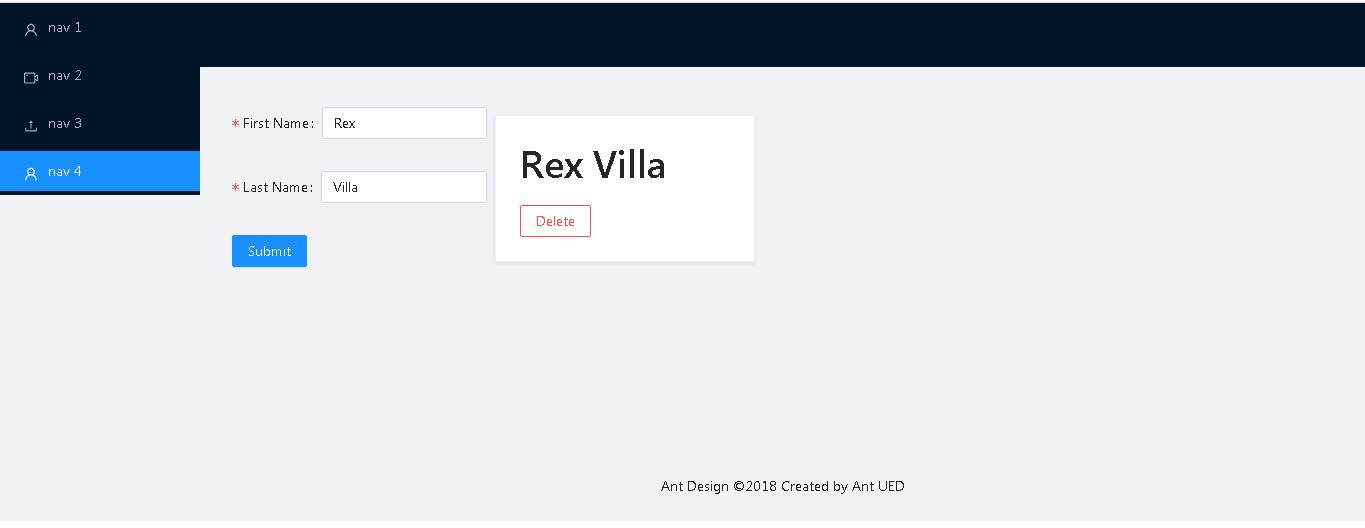 nav 1
nav 2
nav 3
nav 4
* First Name: Rex
* Last Name: Villa
Submit
Rex Villa
Delete
Ant Design ©2018 Created by Ant UED